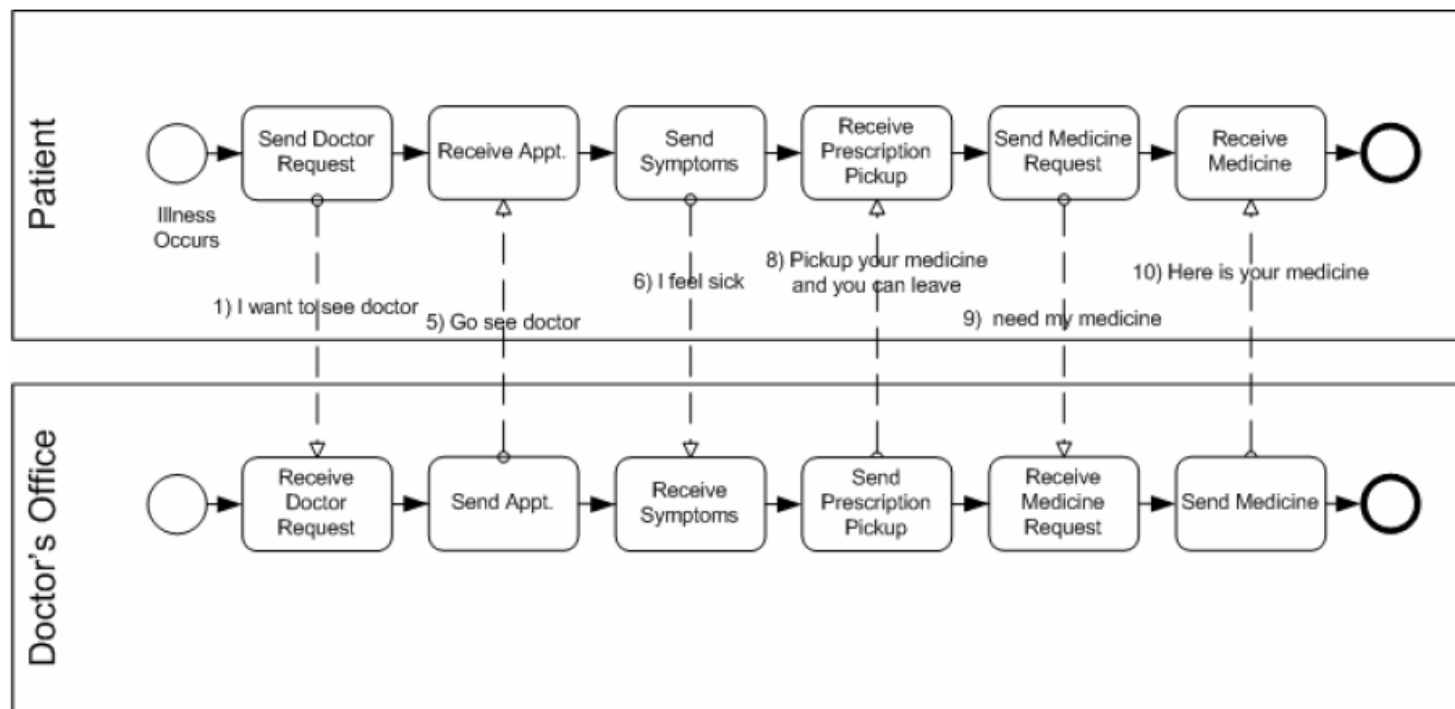 Patient
Send Doctor
Request
Receive Appt.
Send
Symptoms
Receive
Prescription
Pickup
Send Medicine
Request
Receive
Medicine
Illness
Occurs
1) I want to see doctor
5) Go see doctor
6) I feel sick
8) Pickup your medicine
and you can leave
9) need my medicine
10) Here is your medicine
Doctor's Office
Receive
Doctor
Request
Send Appt.
Receive
Symptoms
Send
Prescription
Pickup
Receive
Medicine
Request
Send Medicine